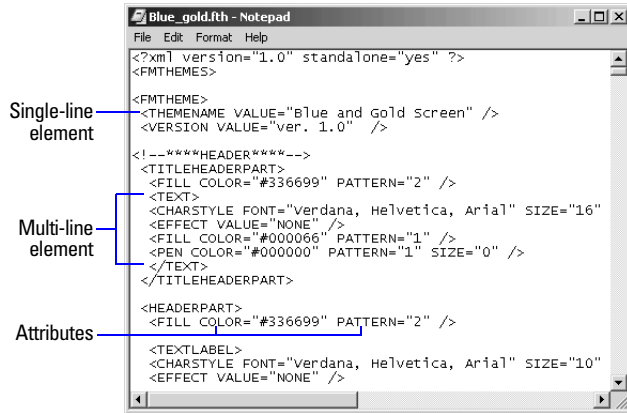 Blue_gold.fth - Notepad
File Edit Format Help
<?xml version="1.0" standalone="yes" ?>
<FMTHEMES>
<FMTHEME>
<THEMENAME VALUE="Blue and Gold Screen" />
<VERSION VALUE="ver. 1.0" />
<!--****HEADER****-->
<TITLEHEADERPART>
<FILL COLOR="#336699" PATTERN="2" />
<TEXT>
<CHARSTYLE FONT="Verdana, Helvetica, Arial" SIZE="16"
<EFFECT VALUE="NONE" />
<FILL COLOR="#000066" PATTERN="1" />
<PEN COLOR="#000000" PATTERN="1" SIZE="0" />
</TEXT>
</TITLEHEADERPART>
<HEADERPART>
<FILL COLOR="#336699" PATTERN="2" />
<TEXTLABEL>
<CHARSTYLE FONT="Verdana, Helvetica, Arial" SIZE="10"
<EFFECT VALUE="NONE" />
Single-line
element
Multi-line
element
Attributes